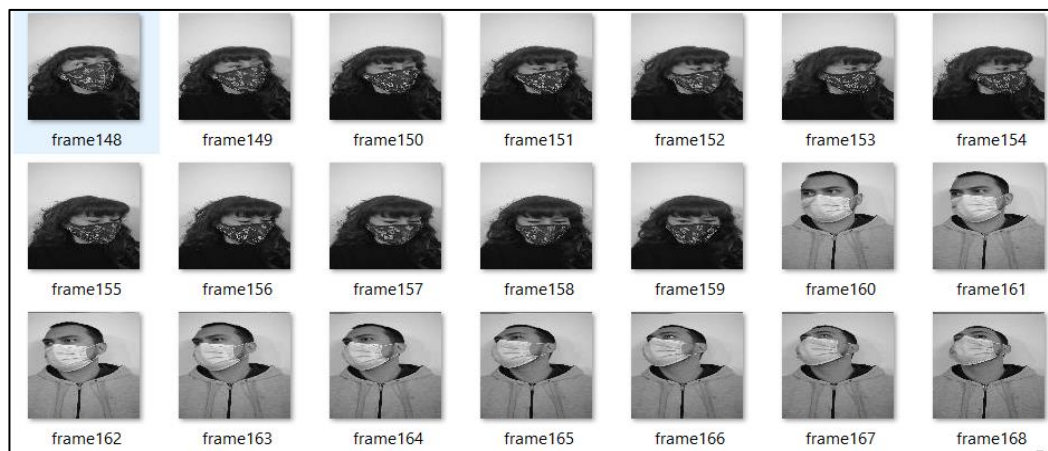 frame148 frame149 frame150 frame151 frame152 frame153 frame154
frame155 frame156 frame157 frame158 frame159 frame160 frame161
frame162 frame163 frame164 frame165 frame166 frame167 frame168